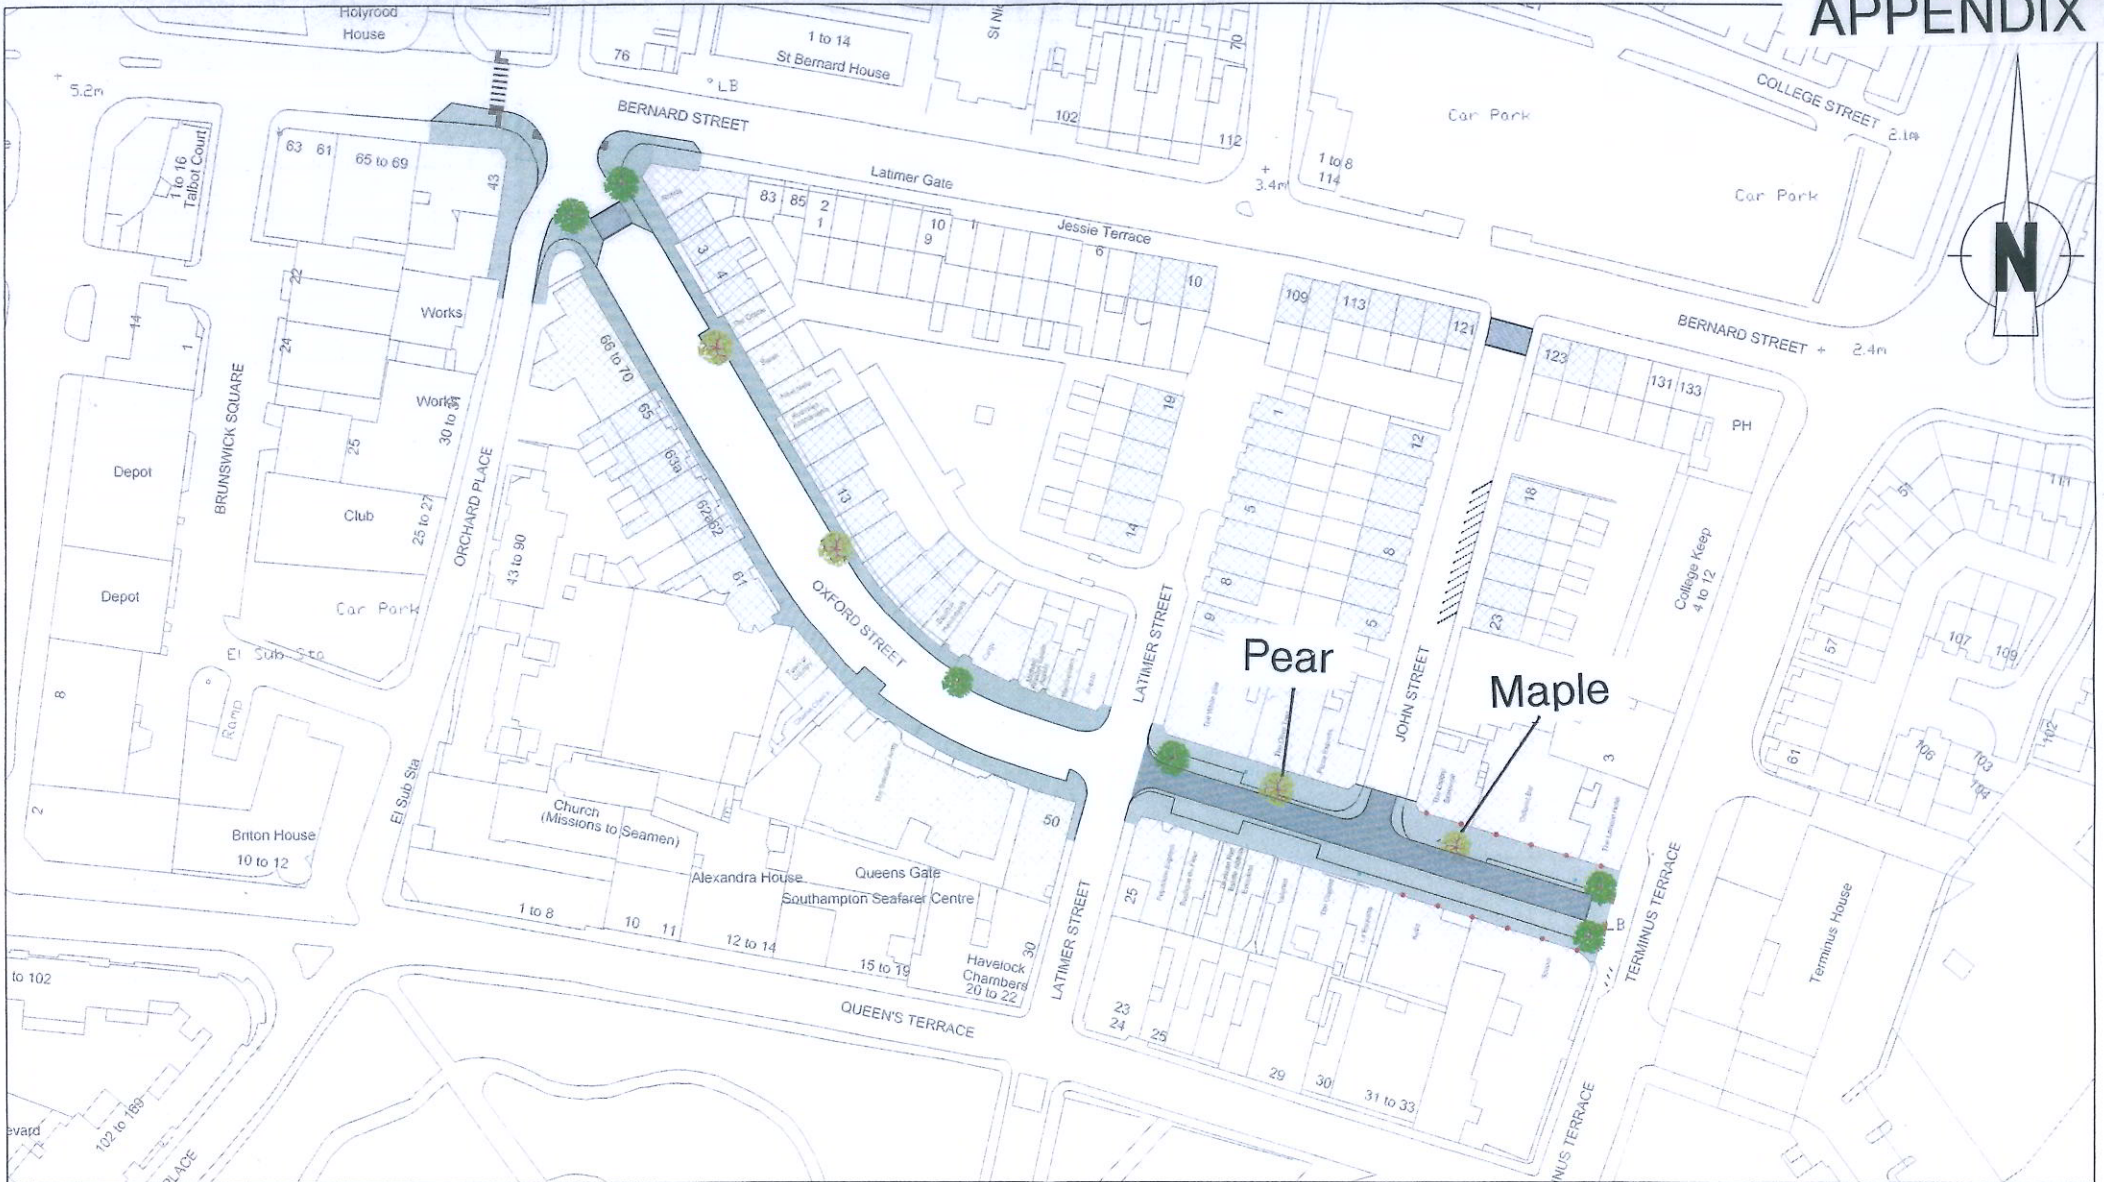 APPENDIX
Holyrood
House
76
1 to 14
St Bernard House
70
COLLEGE STREET
2.1m
5.2m
LB
BERNARD STREET
102
112
Car Park
1 to 8
114
3.4m
Car Park
N
1 to 16
Talbot Court
63
61
65 to 69
43
Latimer Gate
83
85
2
1
10
9
1
Jessie Terrace
6
10
3
4
109
113
121
BERNARD STREET
2.4m
123
131
133
PH
22
Works
14
1
24
66 to 70
BRUNSWICK SQUARE
Works
30 to 31
65
19
1
12
Depot
25
ORCHARD PLACE
63a
13
18
51
111
Club
25 to 27
62a
62
14
5
8
College Keep
4 to 12
43 to 90
61
Depot
Car Park
OXFORD STREET
LATIMER STREET
8
9
5
23
57
107
109
El Sub Sta
8
Ramp
Pear
JOHN STREET
Maple
3
61
106
103
104
102
El Sub Sta
2
Briton House
10 to 12
Church
(Missions to Seamen)
50
Alexandra House
Queens Gate
Southampton Seafarer Centre
LATIMER STREET
25
TERMINUS TERRACE
Terminus House
LB
1 to 8
10
11
12 to 14
15 to 19
Havelock
Chambers
20 to 22
30
to 102
QUEEN'S TERRACE
23
24
25
29
30
31 to 33
102 to 169
evard
PLACE
NUS TERRACE